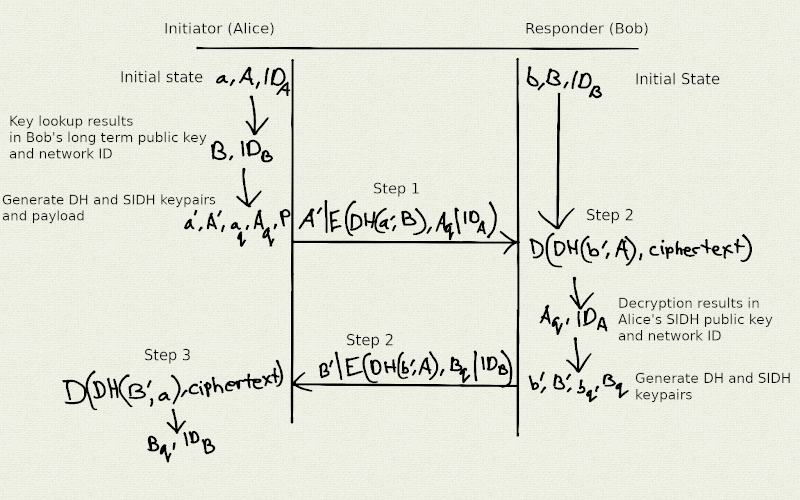 Initiator (Alice)
Responder (Bob)
Initial state
a, A, ID_A
b, B, ID_B
Initial State
Key lookup results
in Bob's long term public key
and network ID
B, ID_B
Generate DH and SIDH keypairs
and payload
a', A', a_q, A_q, P
Step 1
A'|E(DH(a', B), A_q|ID_A)
Step 2
D(DH(b', A), ciphertext)
A_q, ID_A
Decryption results in
Alice's SIDH public key
and network ID
Step 2
B'|E(DH(b', A), B_q|ID_B)
b', B', b_q, B_q
Generate DH and SIDH
keypairs
Step 3
D(DH(B', a), ciphertext)
B_q, ID_B